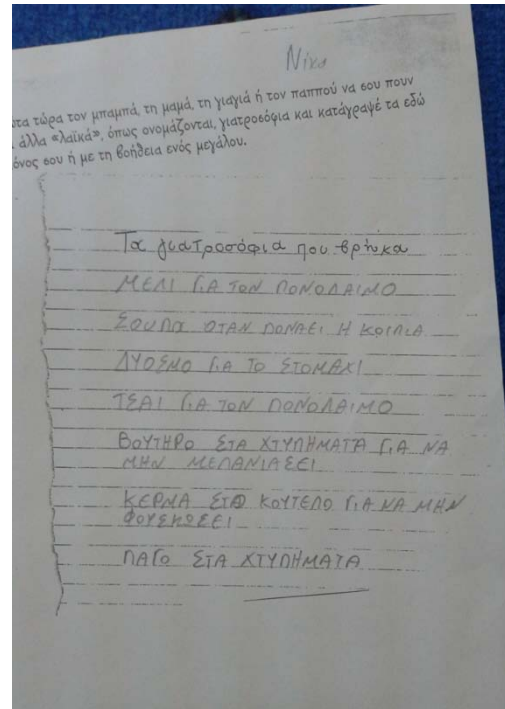 Νίκο
ωτα τώρα τον μπαμπά, τη μαμά, τη γιαγιά ή τον παππού να σου πουν
ι άλλα «λαϊκά», όπως ονομάζονται, γιατροσόφια και κατάγραψέ τα εδώ
όνος σου ή με τη βοήθεια ενός μεγάλου.
Τα γιατροσόφια που βρήκα
ΜΕΛΙ ΓΙΑ ΤΟΝ ΠΟΝΟΛΑΙΜΟ
ΣΟΥΠΑ ΟΤΑΝ ΠΟΝΑΕΙ Η ΚΟΙΛΙΑ
ΔΥΟΣΜΟ ΓΙΑ ΤΟ ΣΤΟΜΑΧΙ
ΤΣΑΙ ΓΙΑ ΤΟΝ ΠΟΝΟΛΑΙΜΟ
ΒΟΥΤΗΡΟ ΣΤΑ ΧΤΥΠΗΜΑΤΑ ΓΙΑ ΝΑ
ΜΗΝ ΜΕΛΑΝΙΑΣΕΙ
ΚΕΡΜΑ ΣΤΟ ΚΟΥΤΕΛΟ ΓΙΑ ΝΑ ΜΗΝ
ΦΟΥΣΚΩΣΕΙ
ΠΑΓΟ ΣΤΑ ΧΤΥΠΗΜΑΤΑ